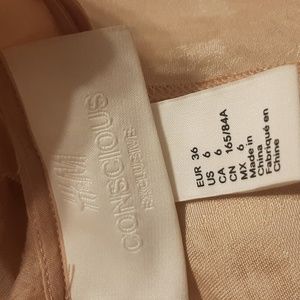 H&M
CONSCIOUS
EXCLUSIVE
EUR 36
US 6
CA 6
CN 165/84A
MX 6
Made in
China
Fabriqué en
Chine